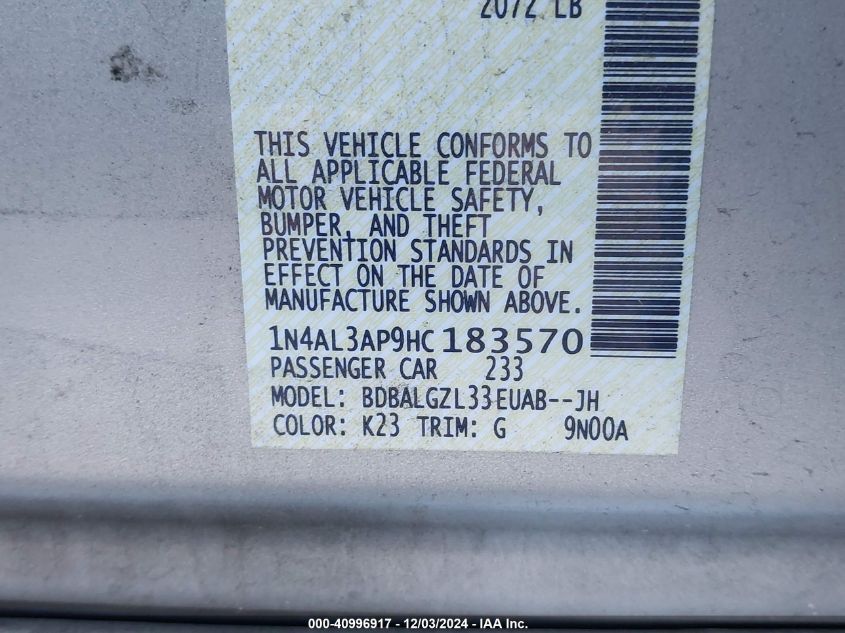 2072 LB
THIS VEHICLE CONFORMS TO
ALL APPLICABLE FEDERAL
MOTOR VEHICLE SAFETY,
BUMPER, AND THEFT
PREVENTION STANDARDS IN
EFFECT ON THE DATE OF
MANUFACTURE SHOWN ABOVE.
1N4AL3AP9HC183570
PASSENGER CAR 233
MODEL: BDBALGZL33EUAB--JH
COLOR: K23 TRIM: G 9N00A
000-40996917 - 12/03/2024 - IAA Inc.